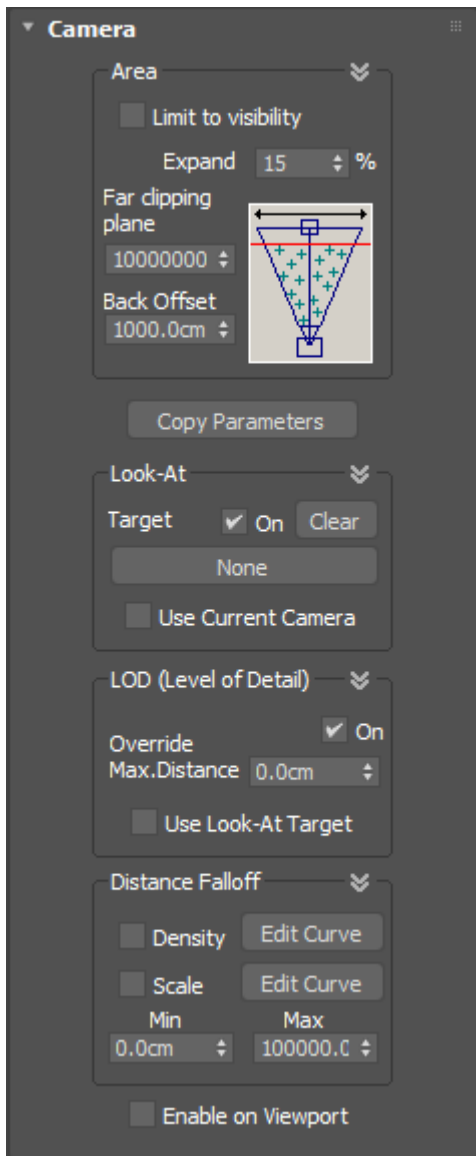 Camera
Area
Limit to visibility
Expand 15 %
Far clipping
plane
10000000
Back Offset
1000.0cm
Copy Parameters
Look-At
Target On Clear
None
Use Current Camera
LOD (Level of Detail)
On
Override
Max.Distance 0.0cm
Use Look-At Target
Distance Falloff
Density Edit Curve
Scale Edit Curve
Min Max
0.0cm 100000.0
Enable on Viewport